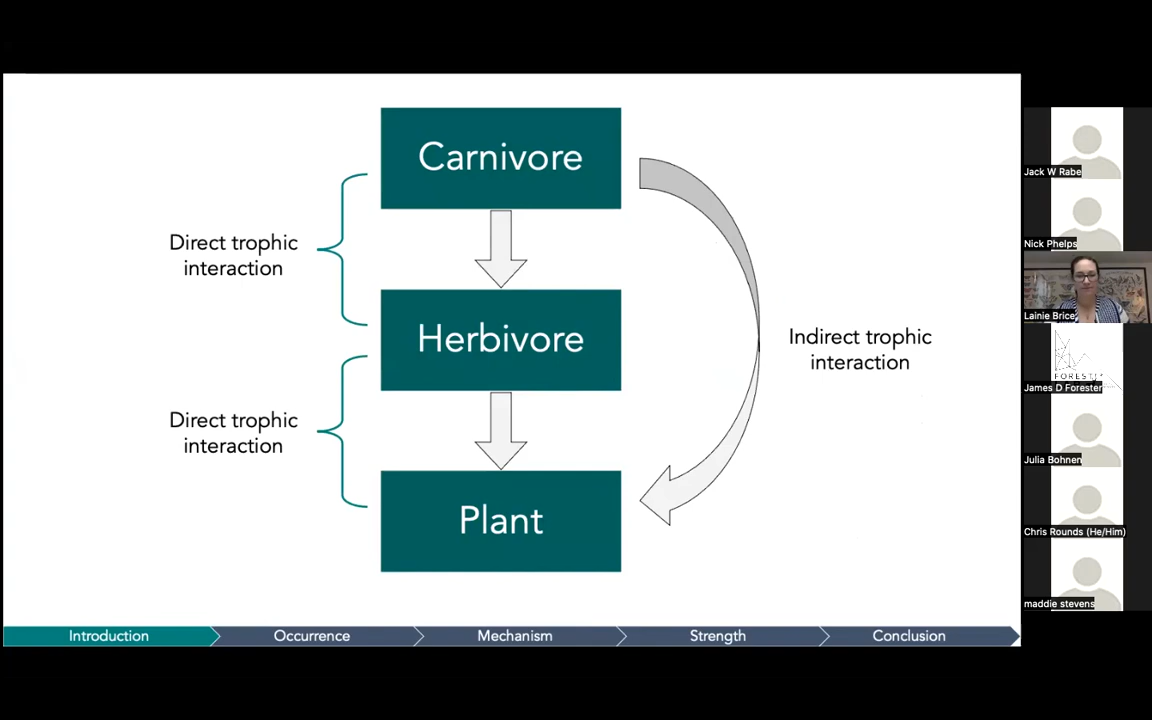 Carnivore
Direct trophic
interaction
Herbivore
Indirect trophic
interaction
Direct trophic
interaction
Plant
Introduction
Occurrence
Mechanism
Strength
Conclusion
Jack W Rabe
Nick Phelps
Lainie Brice
FOREST
James D Forester
Julia Bohnen
Chris Rounds (He/Him)
maddie stevens